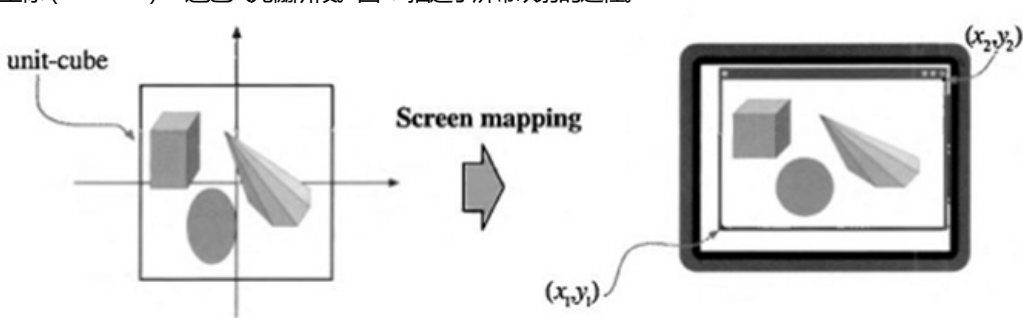 unit-cube
Screen mapping
(x₂,y₂)
(x₁,y₁)